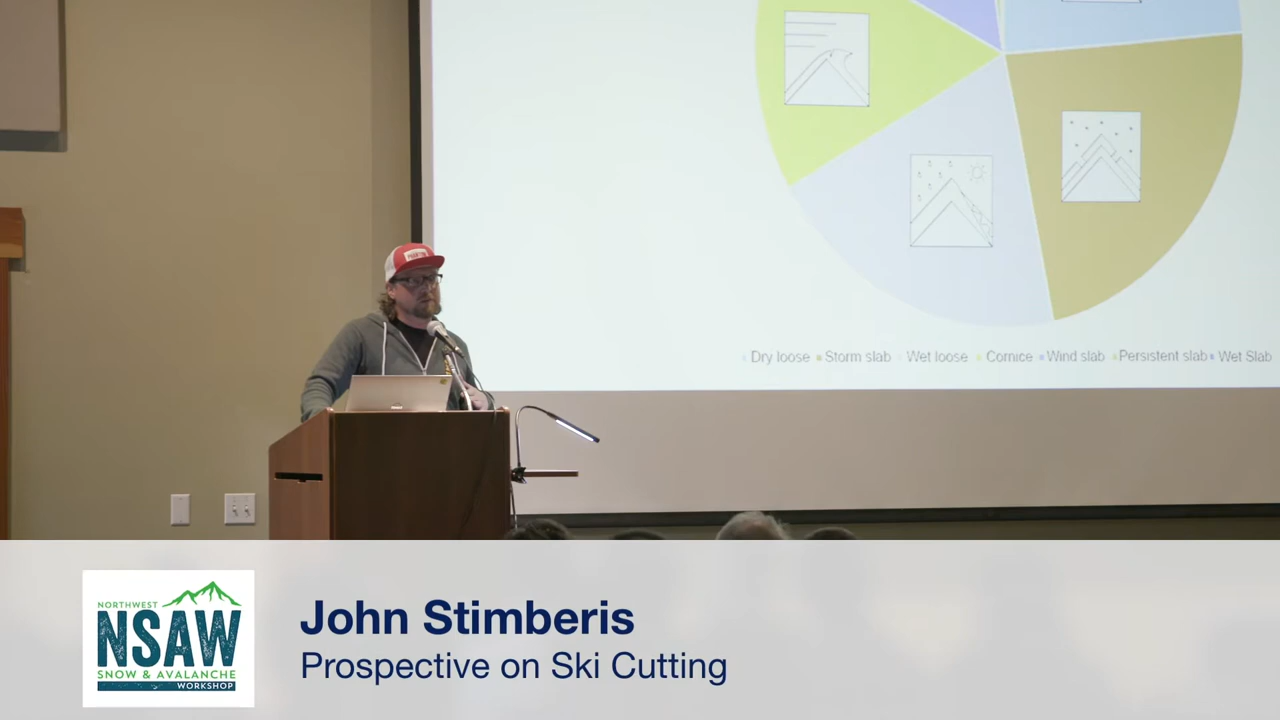 Dry loose Storm slab Wet loose Cornice Wind slab Persistent slab Wet Slab
NORTHWEST
NSAW
SNOW & AVALANCHE
WORKSHOP
John Stimberis
Prospective on Ski Cutting